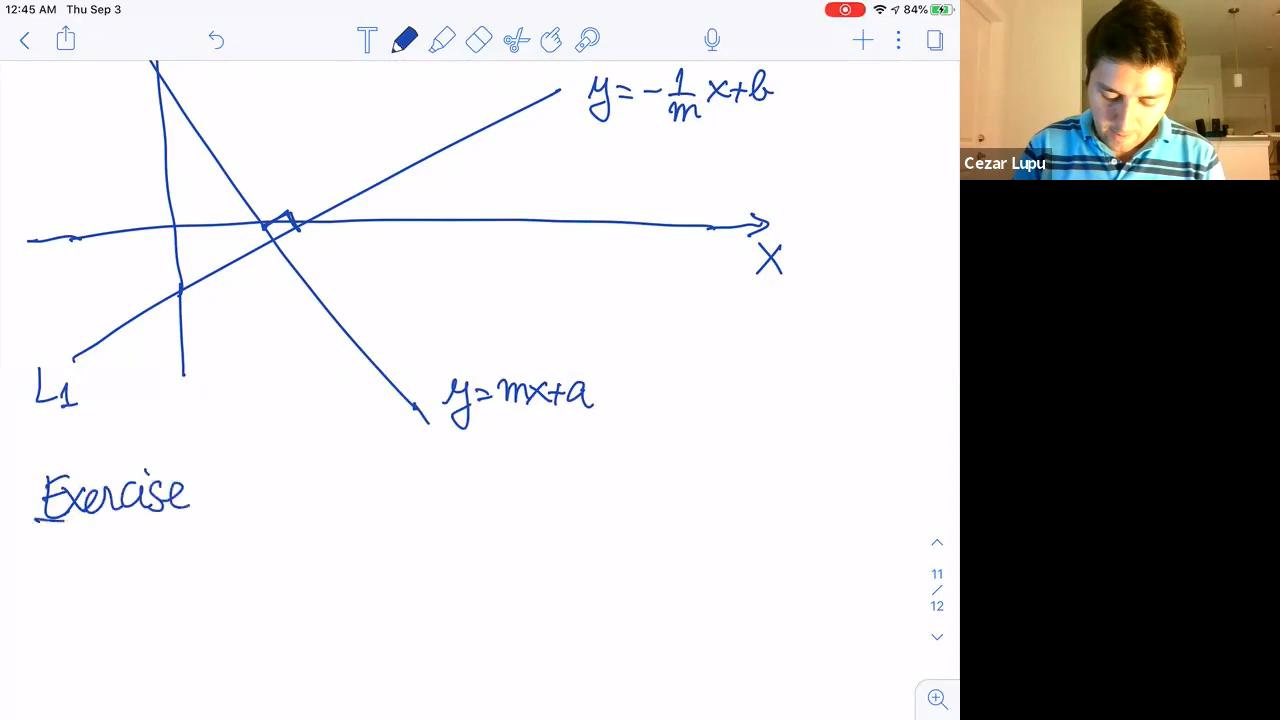 12:45 AM Thu Sep 3
84%
T
y = - 1/m x + b
Cezar Lupu
X
L1
y = mx + a
Exercise
11
/
12